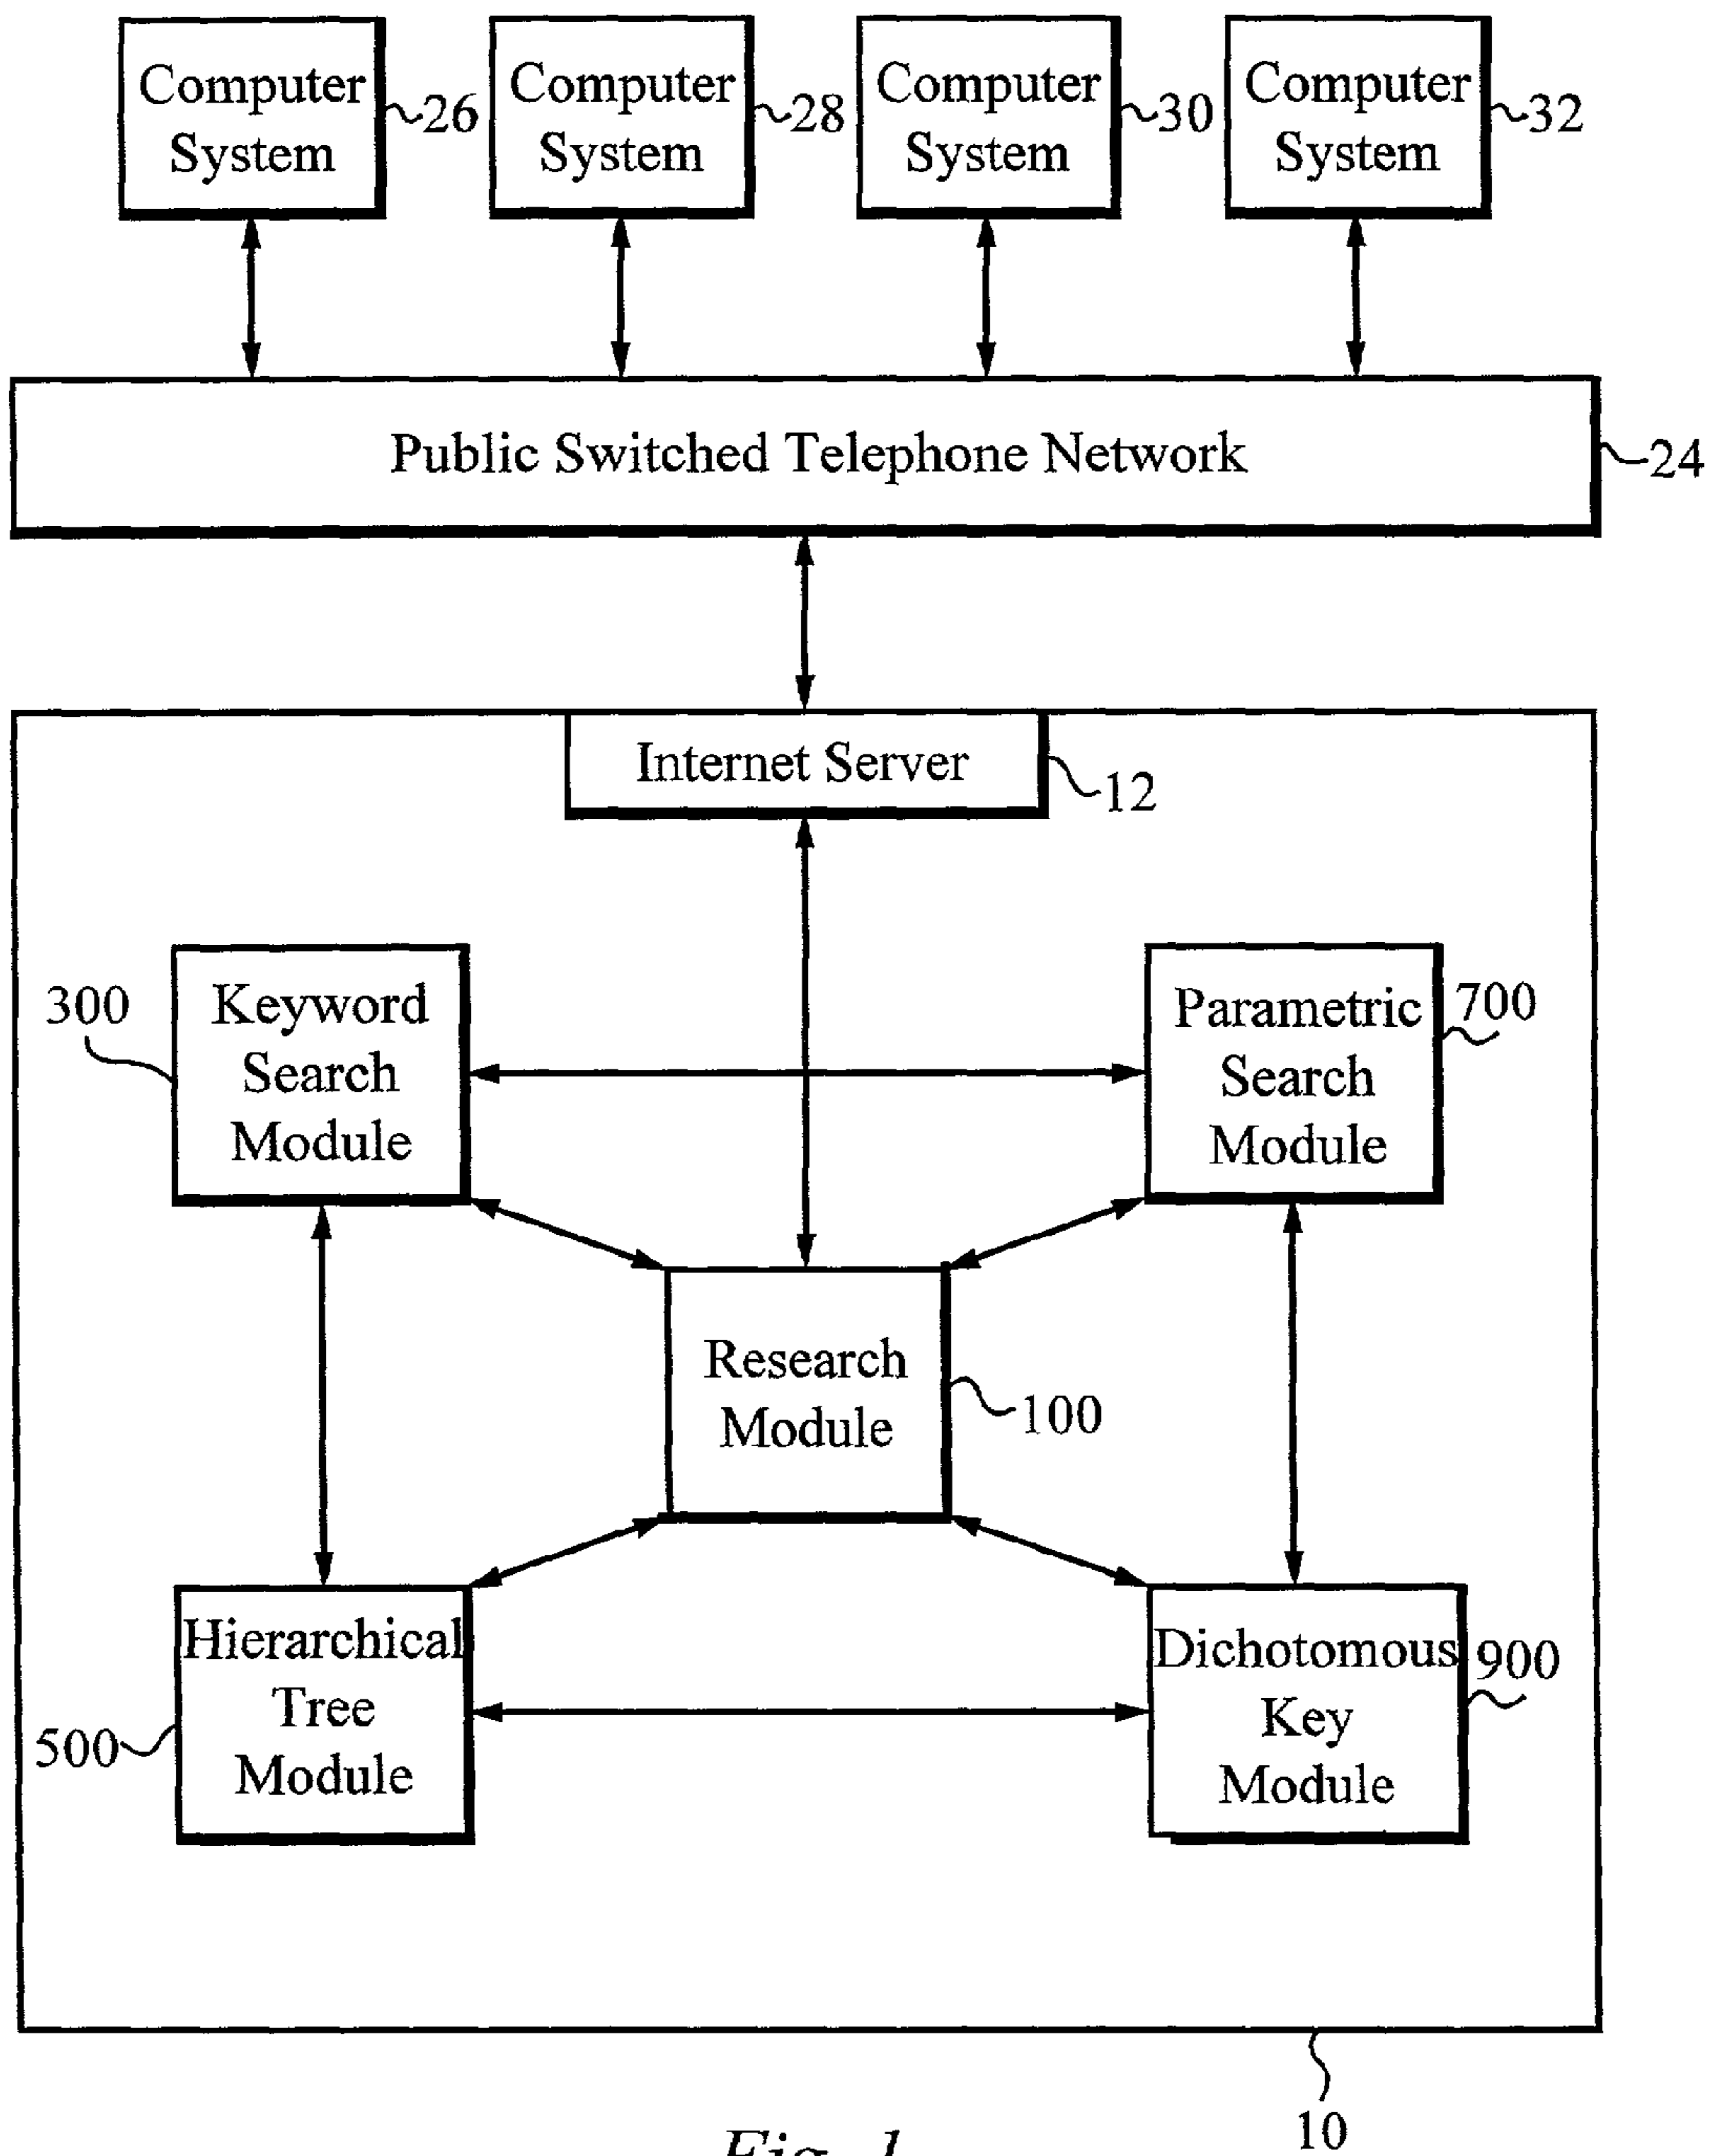 Computer
System
26
Computer
System
28
Computer
System
30
Computer
System
32
Public Switched Telephone Network
24
Internet Server
12
300
Keyword
Search
Module
Parametric
Search
Module
700
Research
Module
100
Hierarchical
Tree
Module
500
Dichotomous
Key
Module
900
10
Fig. 1